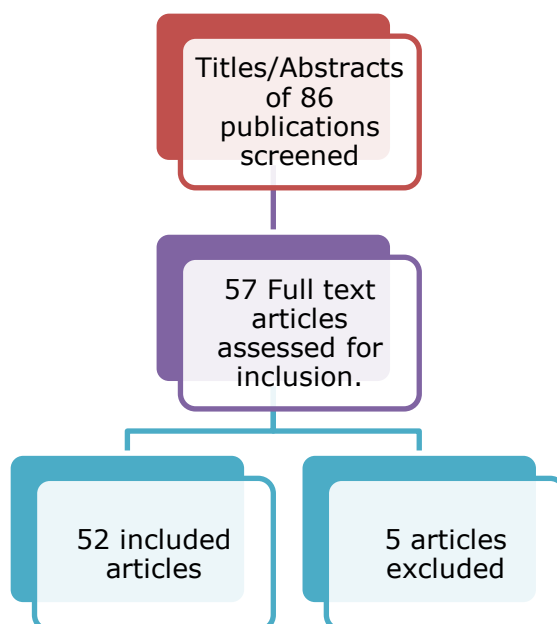 Titles/Abstracts
of 86
publications
screened
57 Full text
articles
assessed for
inclusion.
52 included
articles
5 articles
excluded